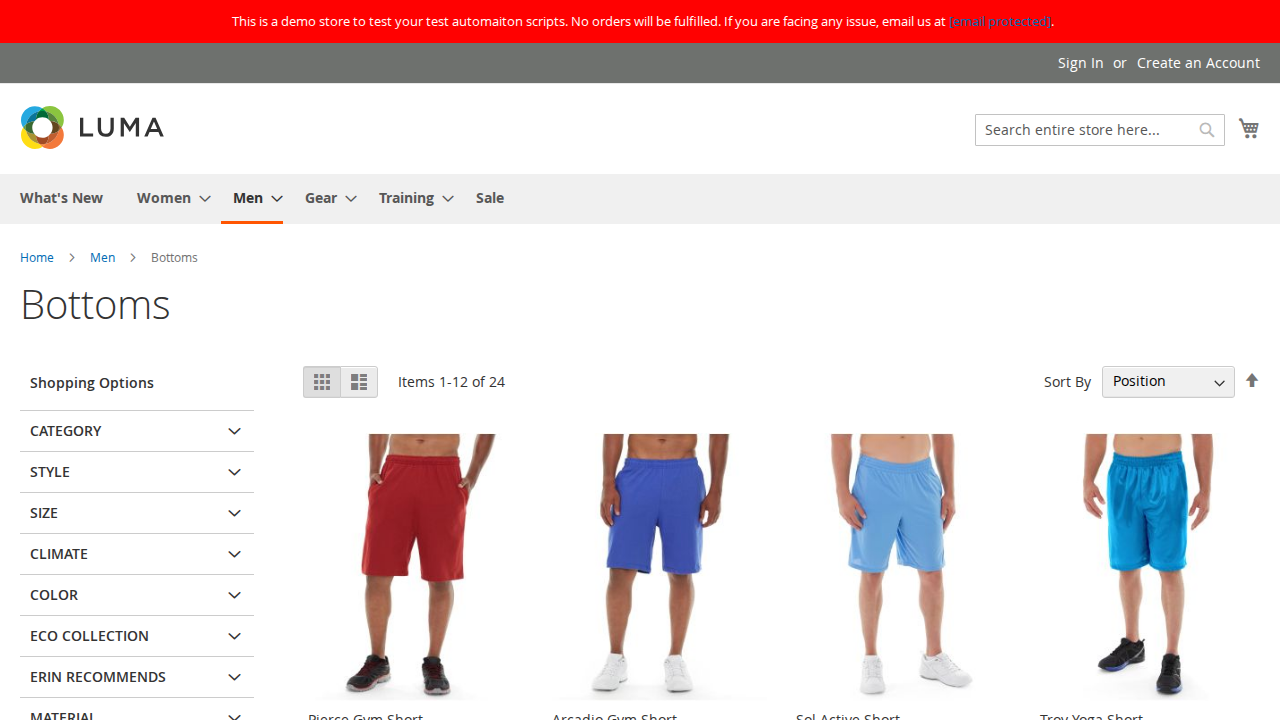 This is a demo store to test your test automaiton scripts. No orders will be fulfilled. If you are facing any issue, email us at [email protected].
Sign In or Create an Account
LUMA
Search entire store here...
What's New Women Men Gear Training Sale
Home Men Bottoms
Bottoms
Shopping Options
Items 1-12 of 24
Sort By Position
CATEGORY
STYLE
SIZE
CLIMATE
COLOR
ECO COLLECTION
ERIN RECOMMENDS
MATERIAL
Pierce Gym Short Arcadio Gym Short Sol Active Short Troy Yoga Short